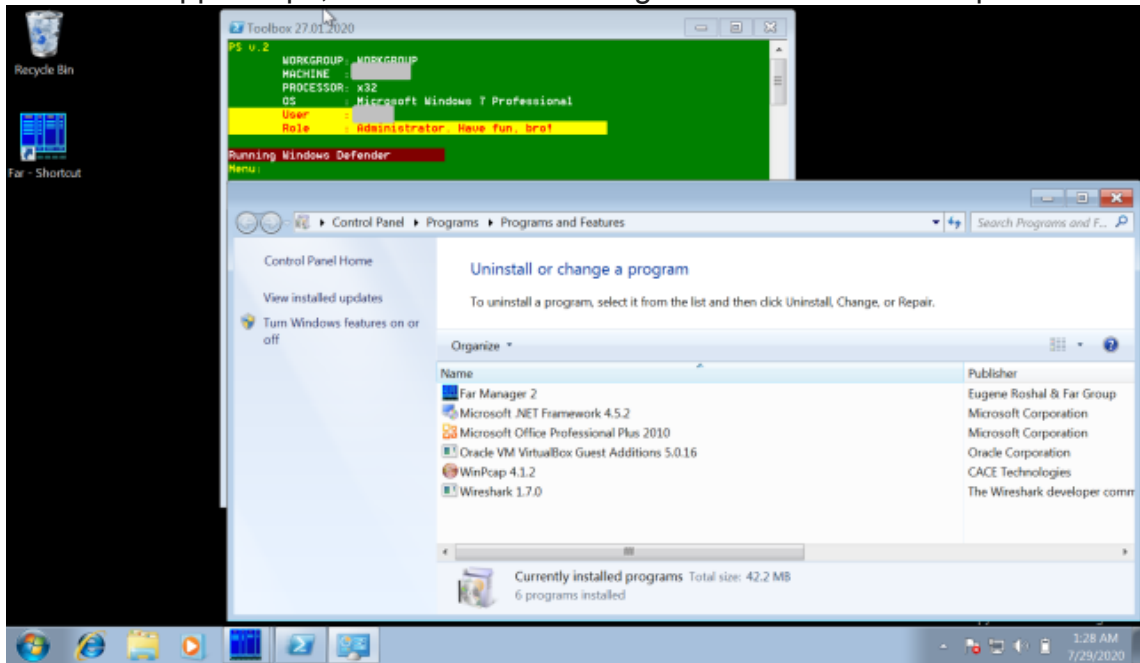 Recycle Bin
Far - Shortcut
Toolbox 27.01.2020
PS v.2
WORKGROUP: WORKGROUP
MACHINE :
PROCESSOR: x32
OS : Microsoft Windows 7 Professional
User :
Role : Administrator. Have fun, bro!
Running Windows Defender
Menu:
Control Panel Programs Programs and Features
Search Programs and F...
Control Panel Home
View installed updates
Turn Windows features on or
off
Uninstall or change a program
To uninstall a program, select it from the list and then click Uninstall, Change, or Repair.
Organize
Name Publisher
Far Manager 2 Eugene Roshal & Far Group
Microsoft .NET Framework 4.5.2 Microsoft Corporation
Microsoft Office Professional Plus 2010 Microsoft Corporation
Oracle VM VirtualBox Guest Additions 5.0.16 Oracle Corporation
WinPcap 4.1.2 CACE Technologies
Wireshark 1.7.0 The Wireshark developer comm
Currently installed programs Total size: 42.2 MB
6 programs installed
1:28 AM
7/29/2020